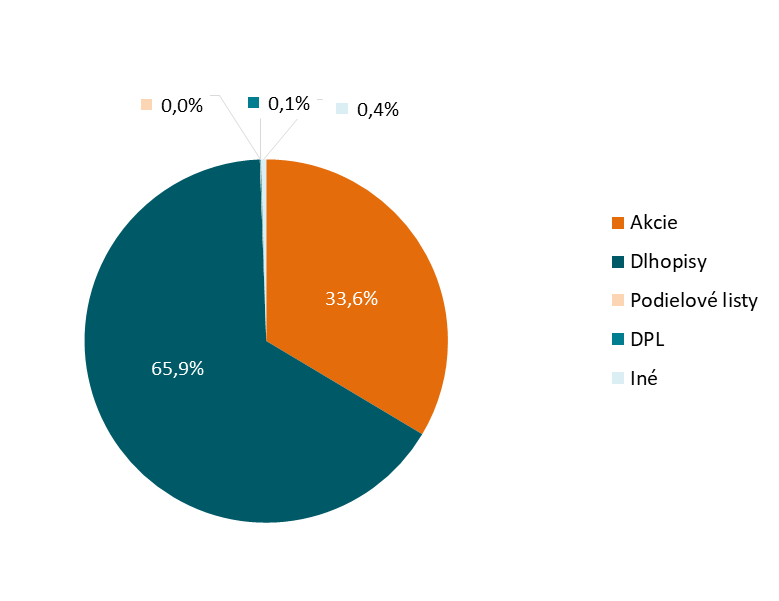 0,0%
0,1%
0,4%
33,6%
65,9%
Akcie
Dlhopisy
Podielové listy
DPL
Iné